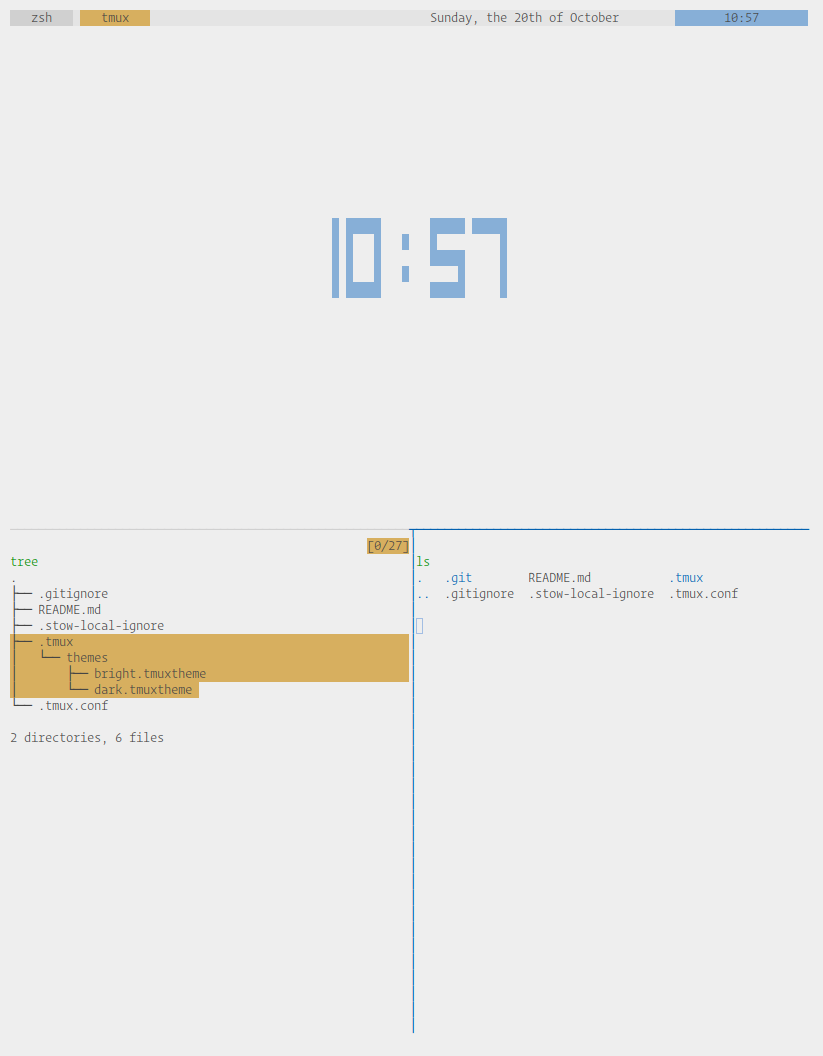 zsh tmux Sunday, the 20th of October 10:57
10:57
[0/27]
tree
.
├── .gitignore
├── README.md
├── .stow-local-ignore
├── .tmux
│   └── themes
│       ├── bright.tmuxtheme
│       └── dark.tmuxtheme
└── .tmux.conf
2 directories, 6 files
ls
. .git README.md .tmux
.. .gitignore .stow-local-ignore .tmux.conf